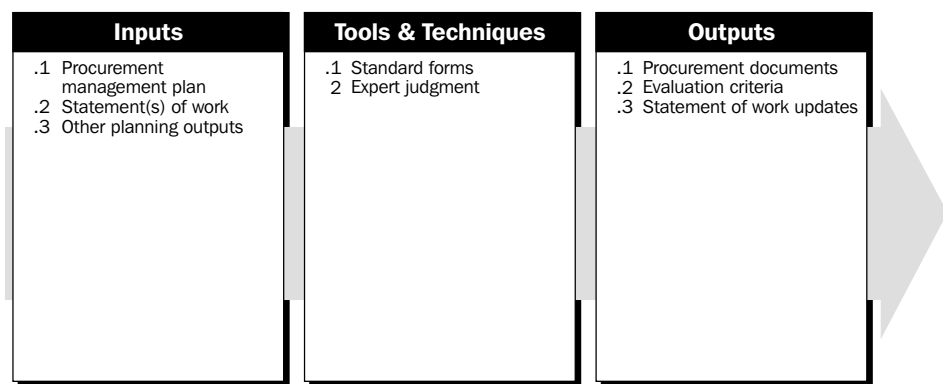 Inputs
.1 Procurement
management plan
.2 Statement(s) of work
.3 Other planning outputs
Tools & Techniques
.1 Standard forms
2 Expert judgment
Outputs
.1 Procurement documents
.2 Evaluation criteria
.3 Statement of work updates